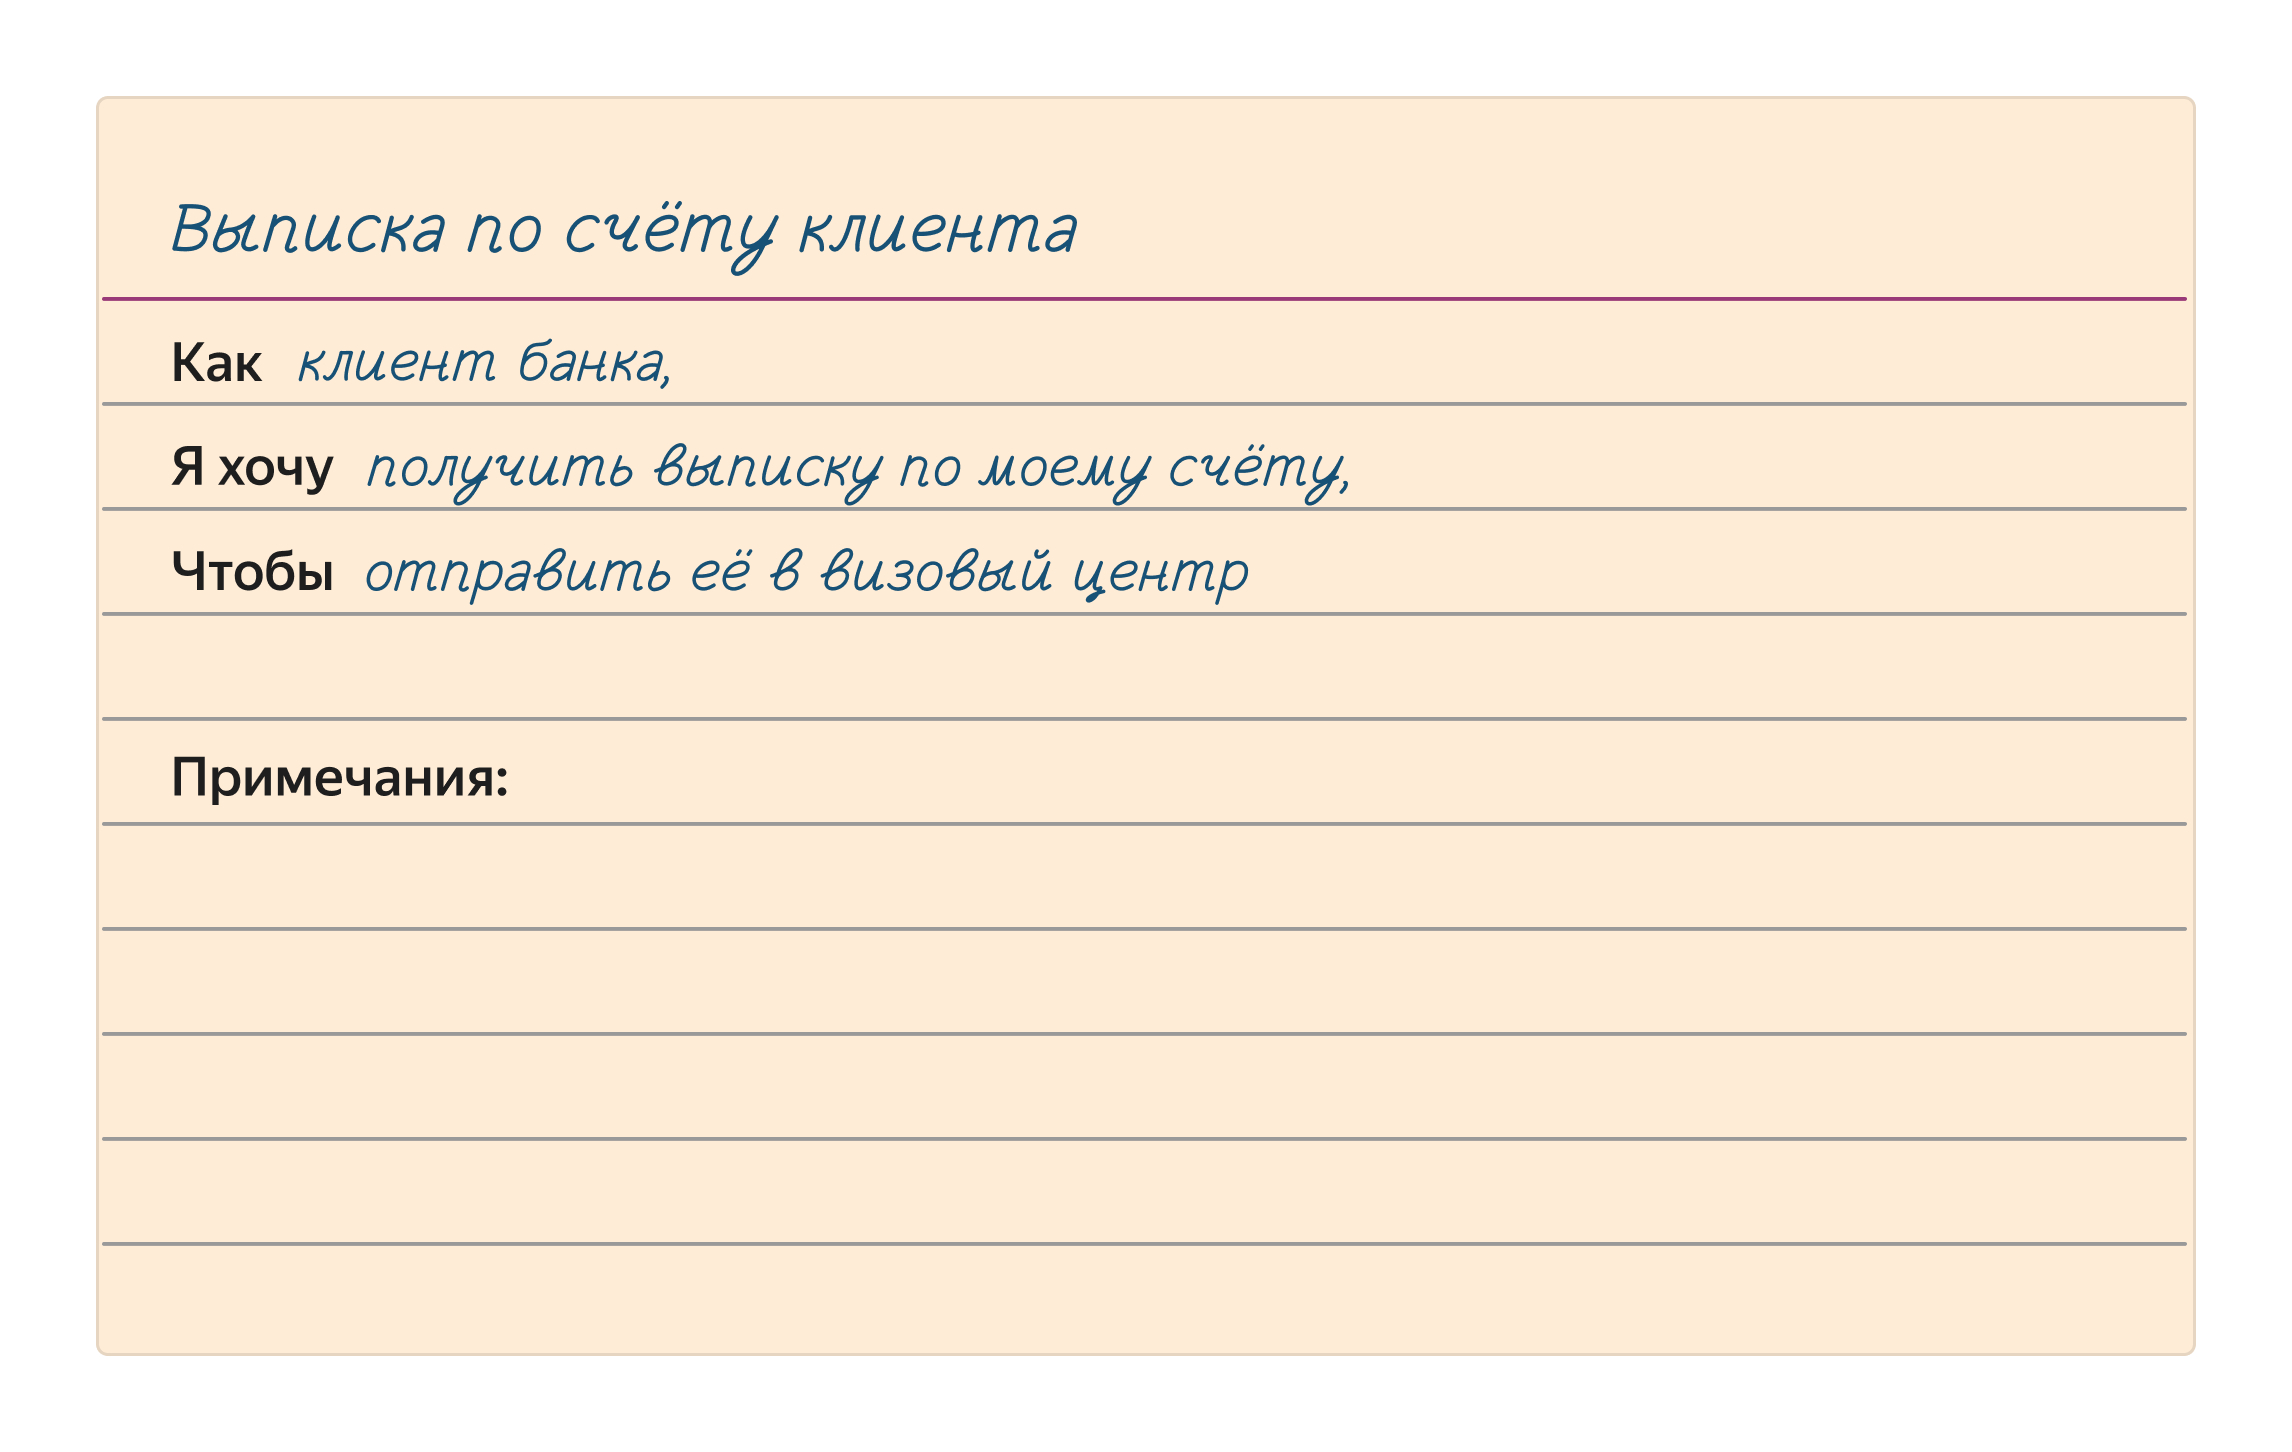 Выписка по счёту клиента
Как клиент банка,
Я хочу получить выписку по моему счёту,
Чтобы отправить её в визовый центр
Примечания: